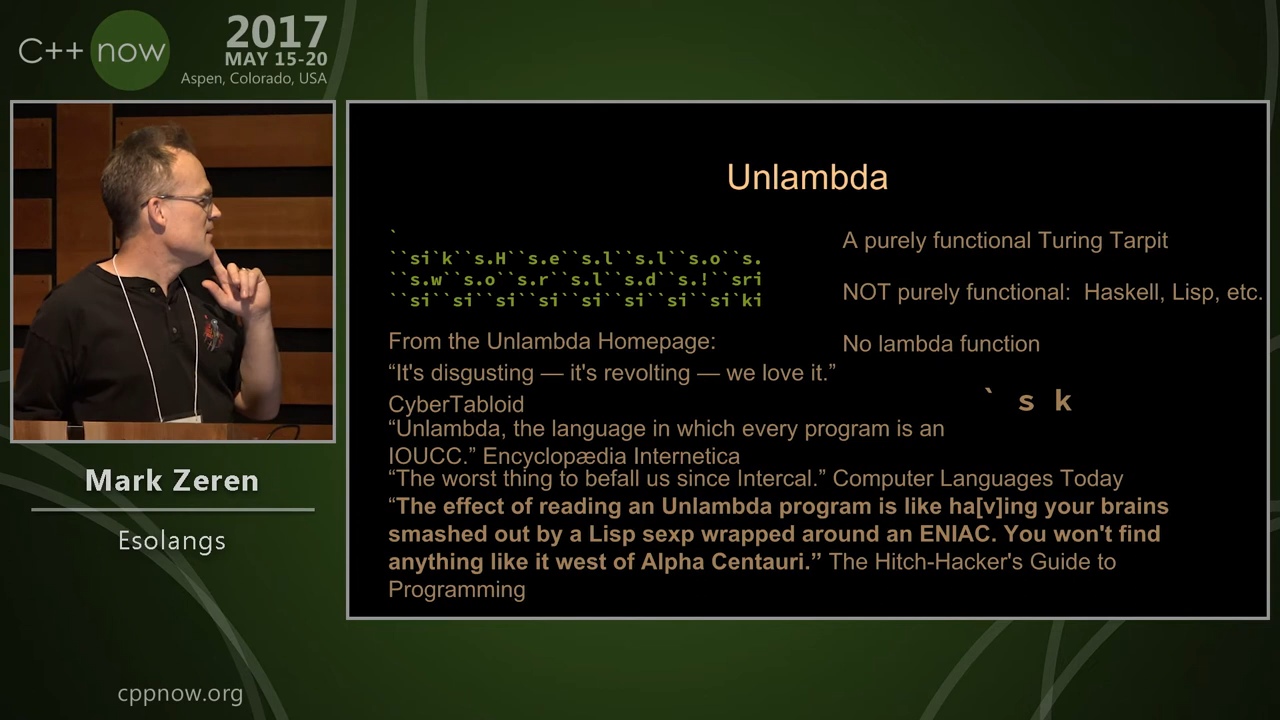 C++ now
2017
MAY 15-20
Aspen, Colorado, USA
Mark Zeren
Esolangs
cppnow.org
Unlambda
`
``si`k``s.H``s.e``s.l``s.l``s.o``s.
``s.w``s.o``s.r``s.l``s.d``s.!``sri
``si``si``si``si``si``si``si``si`ki
A purely functional Turing Tarpit
NOT purely functional:  Haskell, Lisp, etc.
No lambda function
` s k
From the Unlambda Homepage:
“It's disgusting — it's revolting — we love it.”
CyberTabloid
“Unlambda, the language in which every program is an
IOUCC.” Encyclopædia Internetica
“The worst thing to befall us since Intercal.” Computer Languages Today
“The effect of reading an Unlambda program is like ha[v]ing your brains
smashed out by a Lisp sexp wrapped around an ENIAC. You won't find
anything like it west of Alpha Centauri.” The Hitch-Hacker's Guide to
Programming